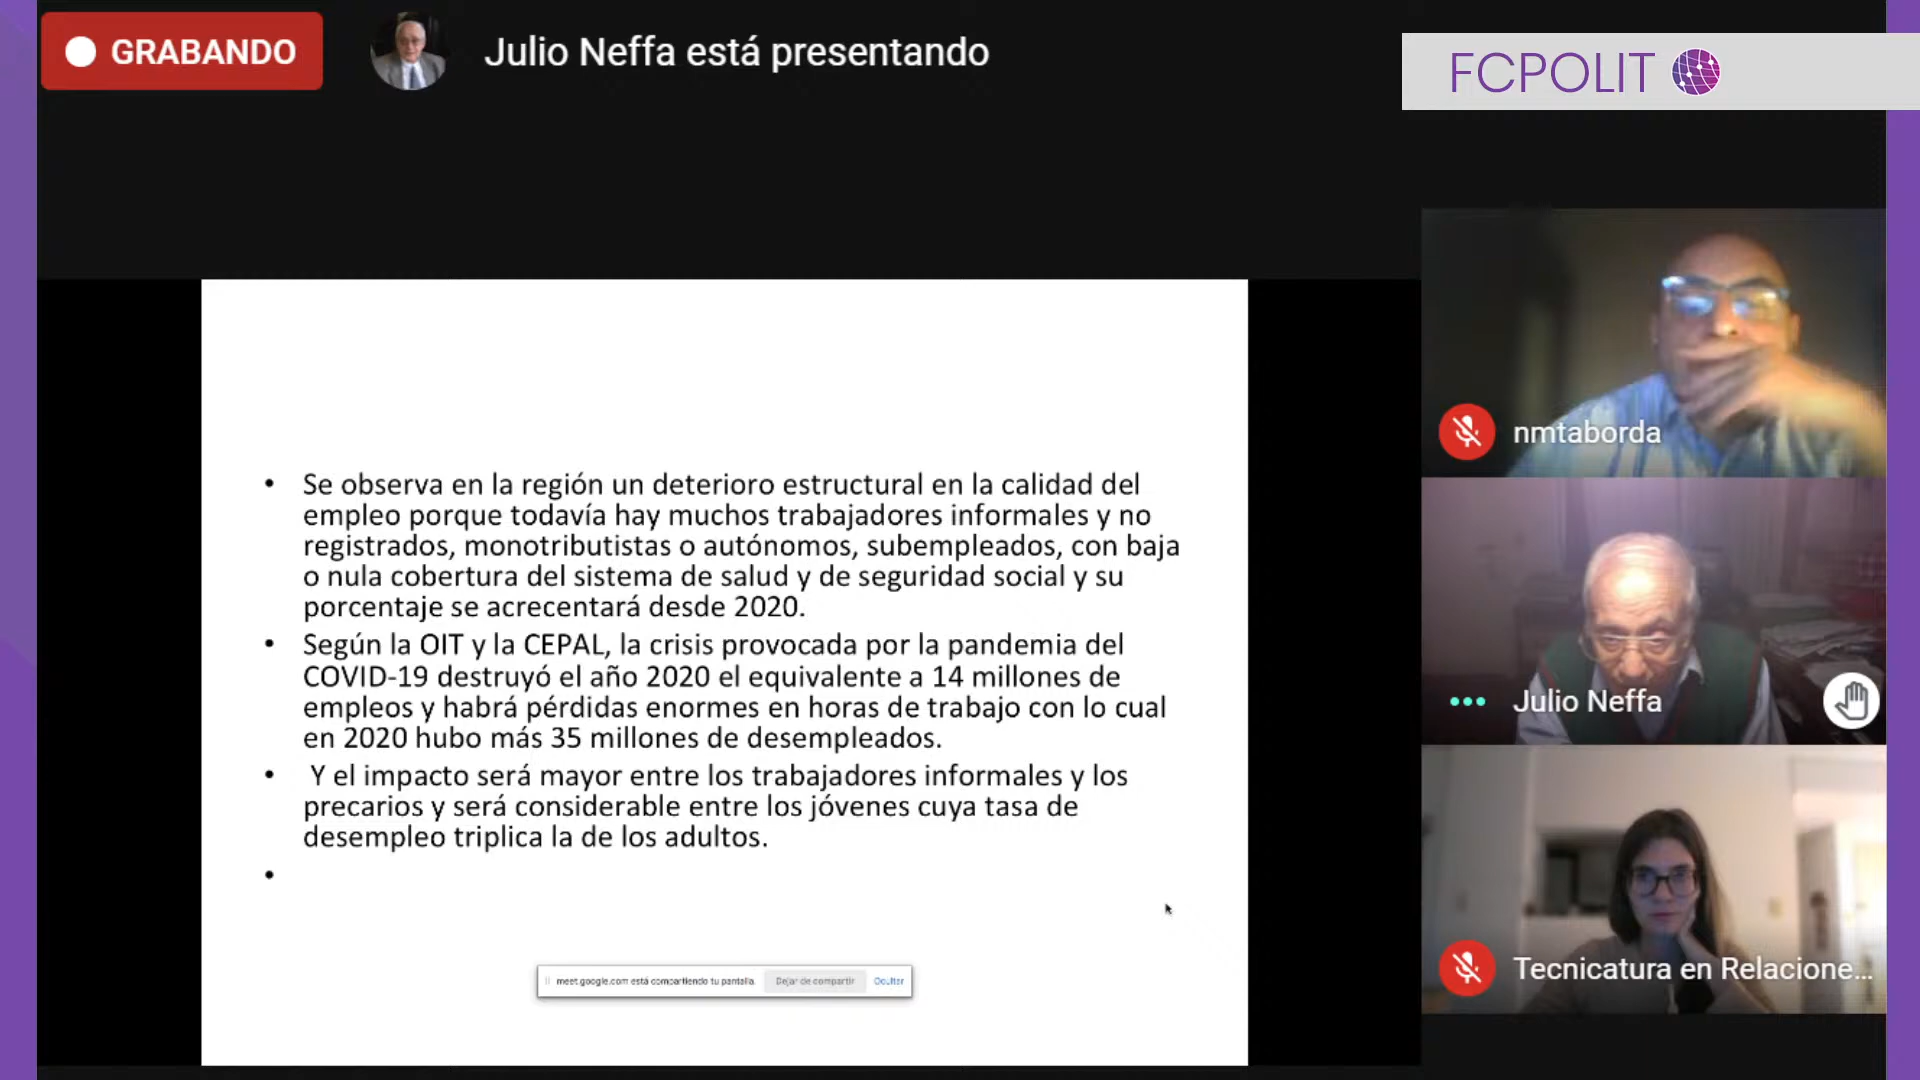 GRABANDO
Julio Neffa está presentando
FCPOLIT
• Se observa en la región un deterioro estructural en la calidad del
empleo porque todavía hay muchos trabajadores informales y no
registrados, monotributistas o autónomos, subempleados, con baja
o nula cobertura del sistema de salud y de seguridad social y su
porcentaje se acrecentará desde 2020.
• Según la OIT y la CEPAL, la crisis provocada por la pandemia del
COVID-19 destruyó el año 2020 el equivalente a 14 millones de
empleos y habrá pérdidas enormes en horas de trabajo con lo cual
en 2020 hubo más 35 millones de desempleados.
• Y el impacto será mayor entre los trabajadores informales y los
precarios y será considerable entre los jóvenes cuya tasa de
desempleo triplica la de los adultos.
•
meet.google.com está compartiendo tu pantalla.
Dejar de compartir
Ocultar
nmtaborda
Julio Neffa
Tecnicatura en Relacione...